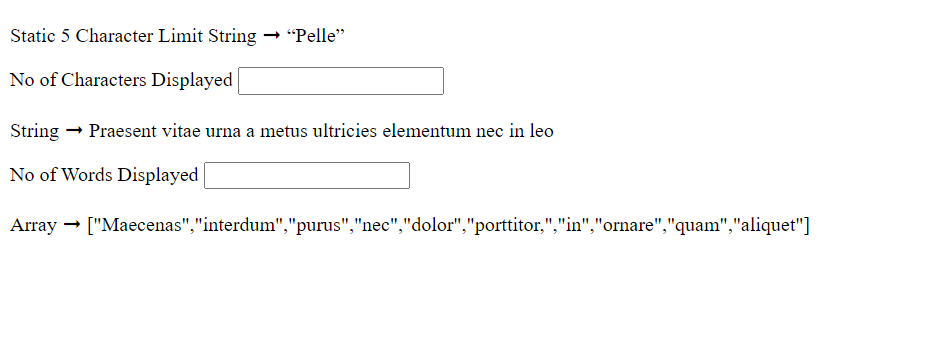 Static 5 Character Limit String ➞ “Pelle”
No of Characters Displayed
String ➞ Praesent vitae urna a metus ultricies elementum nec in leo
No of Words Displayed
Array ➞ ["Maecenas","interdum","purus","nec","dolor","porttitor,","in","ornare","quam","aliquet"]